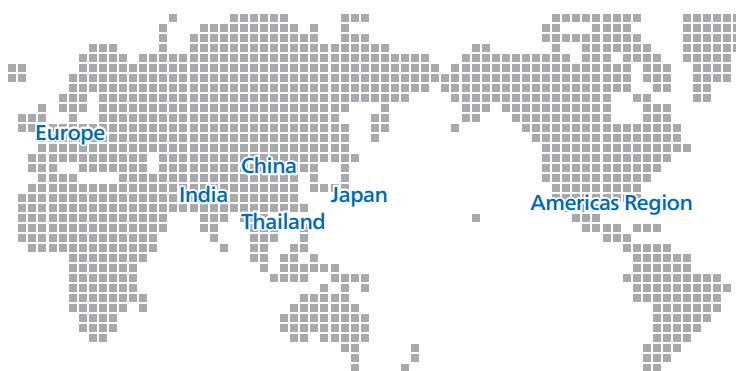 Europe
China
India
Japan
Thailand
Americas Region